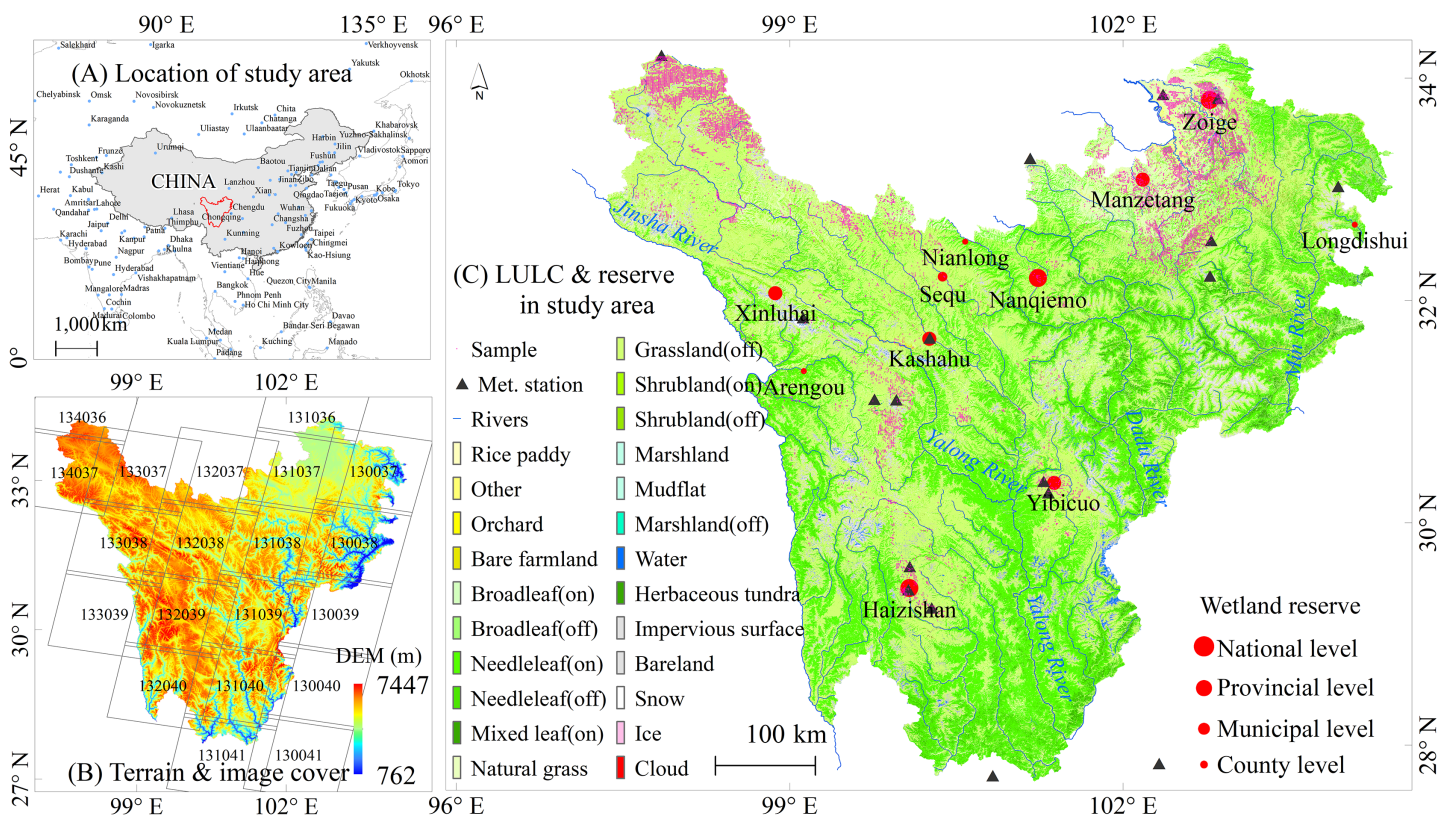 90° E
135° E
(A) Location of study area
Salekhard
Igarka
Verkhoyvensk
Yakutsk
Okhotsk
Chelyabinsk
Omsk
Novosibirsk
Novokuznetsk
Irkutsk
Chita
Karaganda
Uliastay
Ulaanbaatar
Choybalsan
Khabarovsk
Harbin
Yuzhno-Sakhalinsk
Frunze
Urumqi
Jilin
Toshkent
Kashi
Baotou
Fushun
Vladivostok
Sapporo
Aomori
Dushanbe
CHINA
Lanzhou
Tianjin
Dalian
Jinan
Zibo
Taegu
Pusan
Kobe
Tokyo
Herat
Kabul
Xian
Qingdao
Taejon
Kyoto
Osaka
Amritsar
Lahore
Lhasa
Chengdu
Wuhan
Fukuoka
Qandahar
Delhi
Thimphu
Chongqing
Changsha
Jaipur
Kunming
Fuzhou
Karachi
Kanpur
Patna
Dhaka
Taipei
Hyderabad
Nagpur
Khulna
Hanoi
Kowloon
Chingmei
Kao-Hsiung
Bombay
Pune
Hyderabad
Vientiane
Haiphong
Hue
Vishakhapatnam
Bangkok
Quezon City
Manila
Mangalore
Madras
Phnom Penh
Cochin
Ho Chi Minh City
Madurai
Colombo
Davao
Medan
Bandar Seri Begawan
Kuala Lumpur
Kuching
Manado
Padang
1,000 km
45° N
0°
99° E
102° E
134036
131036
134037
133037
132037
131037
130037
133038
132038
131038
130038
133039
132039
131039
130039
132040
131040
130040
131041
130041
DEM (m)
7447
762
(B) Terrain & image cover
33° N
30° N
27° N
99° E
102° E
96° E
99° E
102° E
N
34° N
32° N
30° N
28° N
Zoige
Manzetang
Longdishui
Nianlong
Sequ
Nanqiemo
Xinluhai
Kashahu
Arengou
Yibicuo
Haizishan
Jinsha River
Yalong River
Yalong River
Dadu River
Min River
(C) LULC & reserve
in study area
Sample
Met. station
Rivers
Rice paddy
Other
Orchard
Bare farmland
Broadleaf(on)
Broadleaf(off)
Needleleaf(on)
Needleleaf(off)
Mixed leaf(on)
Natural grass
Grassland(off)
Shrubland(on)
Shrubland(off)
Marshland
Mudflat
Marshland(off)
Water
Herbaceous tundra
Impervious surface
Bareland
Snow
Ice
Cloud
100 km
Wetland reserve
National level
Provincial level
Municipal level
County level
96° E
99° E
102° E